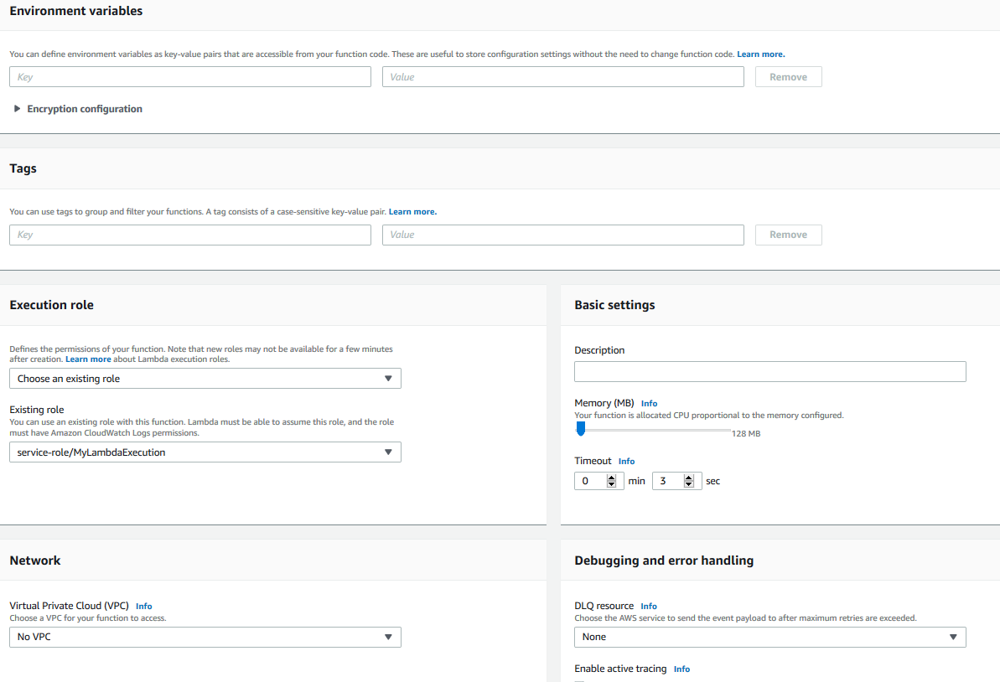 Environment variables
You can define environment variables as key-value pairs that are accessible from your function code. These are useful to store configuration settings without the need to change function code. Learn more.
Key Value Remove
Encryption configuration
Tags
You can use tags to group and filter your functions. A tag consists of a case-sensitive key-value pair. Learn more.
Key Value Remove
Execution role
Defines the permissions of your function. Note that new roles may not be available for a few minutes
after creation. Learn more about Lambda execution roles.
Choose an existing role
Existing role
You can use an existing role with this function. Lambda must be able to assume this role, and the role
must have Amazon CloudWatch Logs permissions.
service-role/MyLambdaExecution
Basic settings
Description
Memory (MB) Info
Your function is allocated CPU proportional to the memory configured.
128 MB
Timeout Info
0 min 3 sec
Network
Virtual Private Cloud (VPC) Info
Choose a VPC for your function to access.
No VPC
Debugging and error handling
DLQ resource Info
Choose the AWS service to send the event payload to after maximum retries are exceeded.
None
Enable active tracing Info